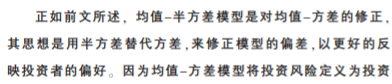 正如前文所述，均值-半方差模型是对均值-方差的修正，
其思想是用半方差替代方差，来修正模型的偏差，以更好的反
映投资者的偏好。因为均值-方差模型将投资风险定义为投资